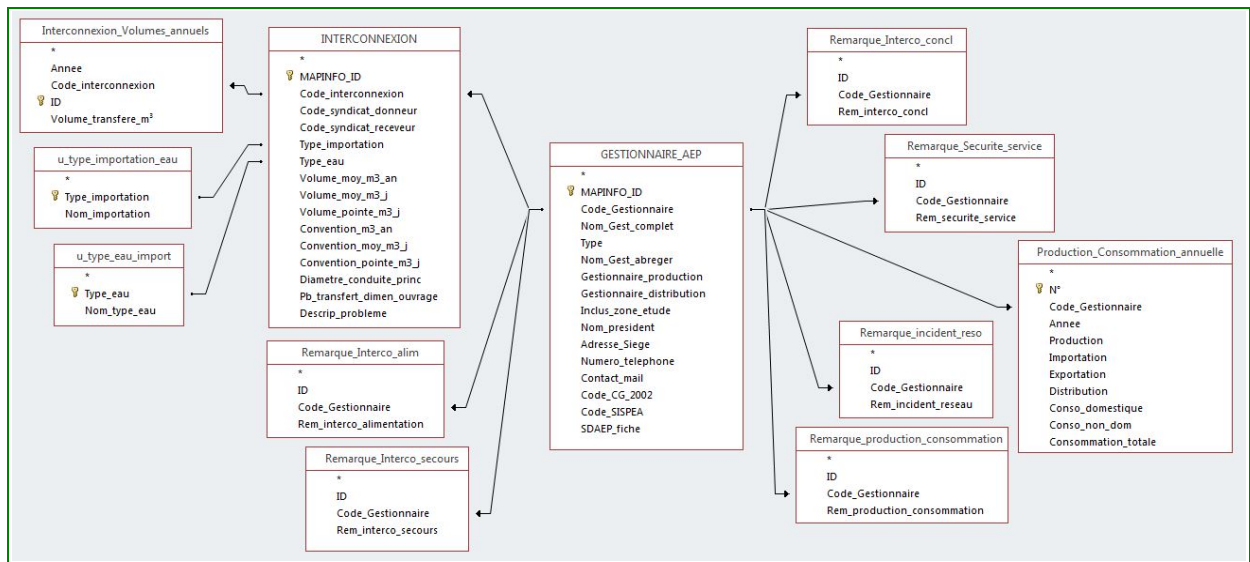 Interconnexion_Volumes_annuels
*
Annee
Code_interconnexion
ID
Volume_transfere_m³
u_type_importation_eau
*
Type_importation
Nom_importation
u_type_eau_import
*
Type_eau
Nom_type_eau
INTERCONNEXION
*
MAPINFO_ID
Code_interconnexion
Code_syndicat_donneur
Code_syndicat_receveur
Type_importation
Type_eau
Volume_moy_m3_an
Volume_moy_m3_j
Volume_pointe_m3_j
Convention_m3_an
Convention_moy_m3_j
Convention_pointe_m3_j
Diametre_conduite_princ
Pb_transfert_dimen_ouvrage
Descrip_probleme
Remarque_Interco_alim
*
ID
Code_Gestionnaire
Rem_interco_alimentation
Remarque_Interco_secours
*
ID
Code_Gestionnaire
Rem_interco_secours
GESTIONNAIRE_AEP
*
MAPINFO_ID
Code_Gestionnaire
Nom_Gest_complet
Type
Nom_Gest_abreger
Gestionnaire_production
Gestionnaire_distribution
Inclus_zone_etude
Nom_president
Adresse_Siege
Numero_telephone
Contact_mail
Code_CG_2002
Code_SISPEA
SDAEP_fiche
Remarque_Interco_concl
*
ID
Code_Gestionnaire
Rem_interco_concl
Remarque_Securite_service
*
ID
Code_Gestionnaire
Rem_securite_service
Production_Consommation_annuelle
*
N°
Code_Gestionnaire
Annee
Production
Importation
Exportation
Distribution
Conso_domestique
Conso_non_dom
Consommation_totale
Remarque_incident_reso
*
ID
Code_Gestionnaire
Rem_incident_reseau
Remarque_production_consommation
*
ID
Code_Gestionnaire
Rem_production_consommation